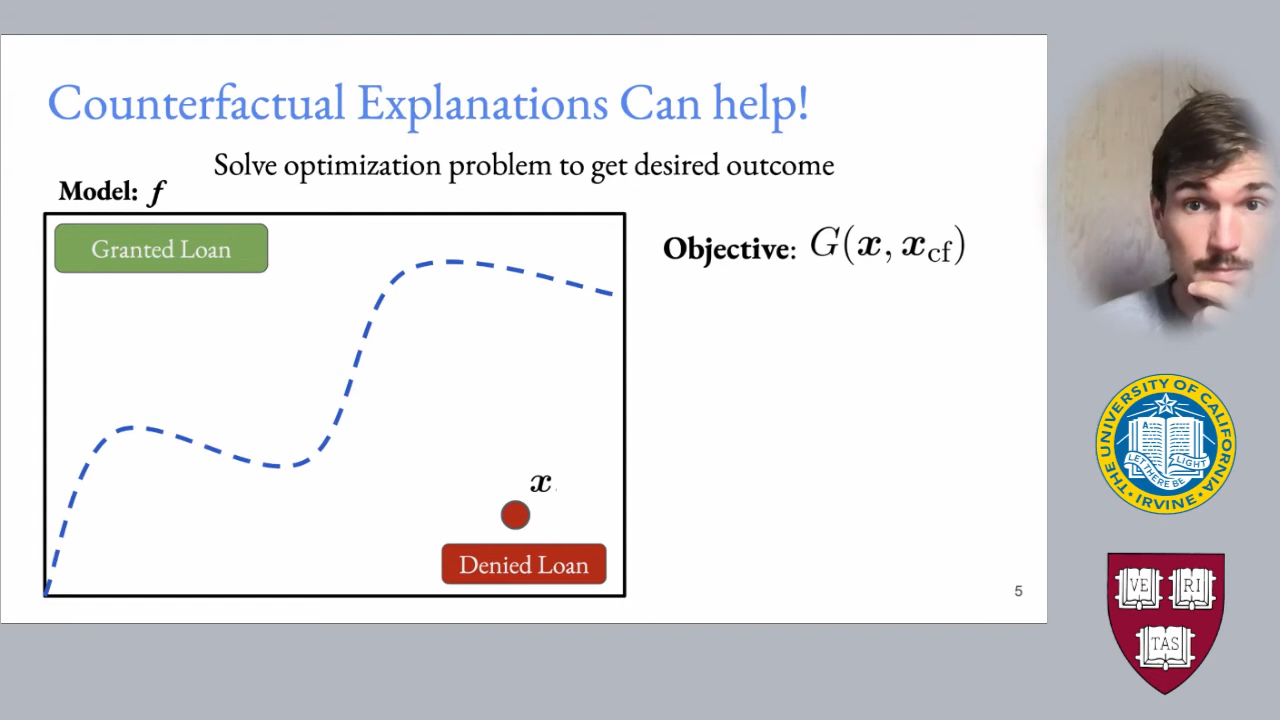 Counterfactual Explanations Can help!
Solve optimization problem to get desired outcome
Model: f
Granted Loan
Objective: G(x, x_cf)
x
Denied Loan
5
THE UNIVERSITY OF CALIFORNIA
IRVINE
LET THERE BE LIGHT
A
VE RI
TAS